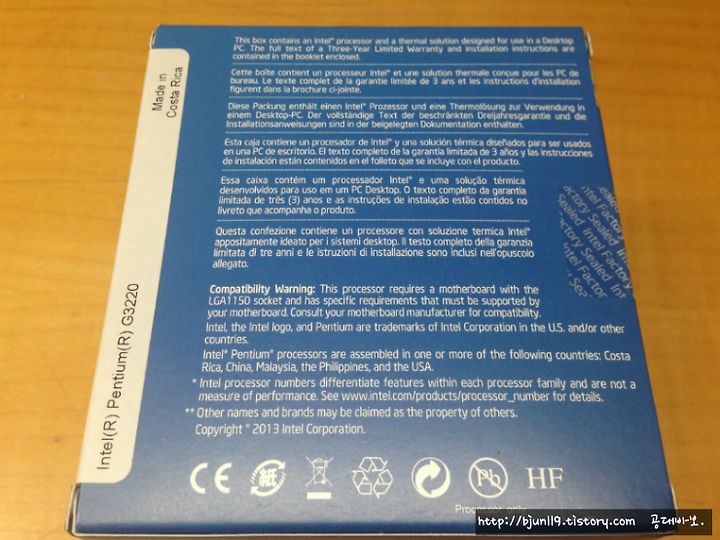 Made in
Costa Rica
Intel(R) Pentium(R) G3220
This box contains an Intel® processor and a thermal solution designed for use in a Desktop
PC. The full text of a Three-Year Limited Warranty and installation instructions are
contained in the booklet enclosed.
Cette boîte contient un processeur Intel® et une solution thermale conçue pour les PC de
bureau. Le texte complet de la garantie limitée de 3 ans et les instructions d'installation
figurent dans la brochure ci-jointe.
Diese Packung enthält einen Intel® Prozessor und eine Thermolösung zur Verwendung in
einem Desktop-PC. Der vollständige Text der beschränkten Dreijahresgarantie und die
Installationsanweisungen sind in der beigelegten Dokumentation enthalten.
Esta caja contiene un procesador de Intel® y una solución térmica diseñados para ser usados
en una PC de escritorio. El texto completo de la garantía limitada de 3 años y las instrucciones
de instalación están contenidos en el folleto que se incluye con el producto.
Essa caixa contém um processador Intel® e uma solução térmica
desenvolvidos para uso em um PC Desktop. O texto completo da garantia
limitada de três (3) anos e as instruções de instalação estão contidos no
livreto que acompanha o produto.
Questa confezione contiene un processore con soluzione termica Intel®
appositamente ideato per i sistemi desktop. Il testo completo della garanzia
limitata di tre anni e le istruzioni di installazione sono inclusi nell'opuscolo
allegato.
Compatibility Warning: This processor requires a motherboard with the
LGA1150 socket and has specific requirements that must be supported by
your motherboard. Consult your motherboard manufacturer for compatibility.
Intel, the Intel logo, and Pentium are trademarks of Intel Corporation in the U.S. and/or other
countries.
Intel® Pentium® processors are assembled in one or more of the following countries: Costa
Rica, China, Malaysia, the Philippines, and the USA.
* Intel processor numbers differentiate features within each processor family and are not a
measure of performance. See www.intel.com/products/processor_number for details.
** Other names and brands may be claimed as the property of others.
Copyright © 2013 Intel Corporation.
CE 紙 Pb HF
Processor only
Intel Factory
Sealed Intel Factory
http://bjunll9.tistory.com 공대바보.